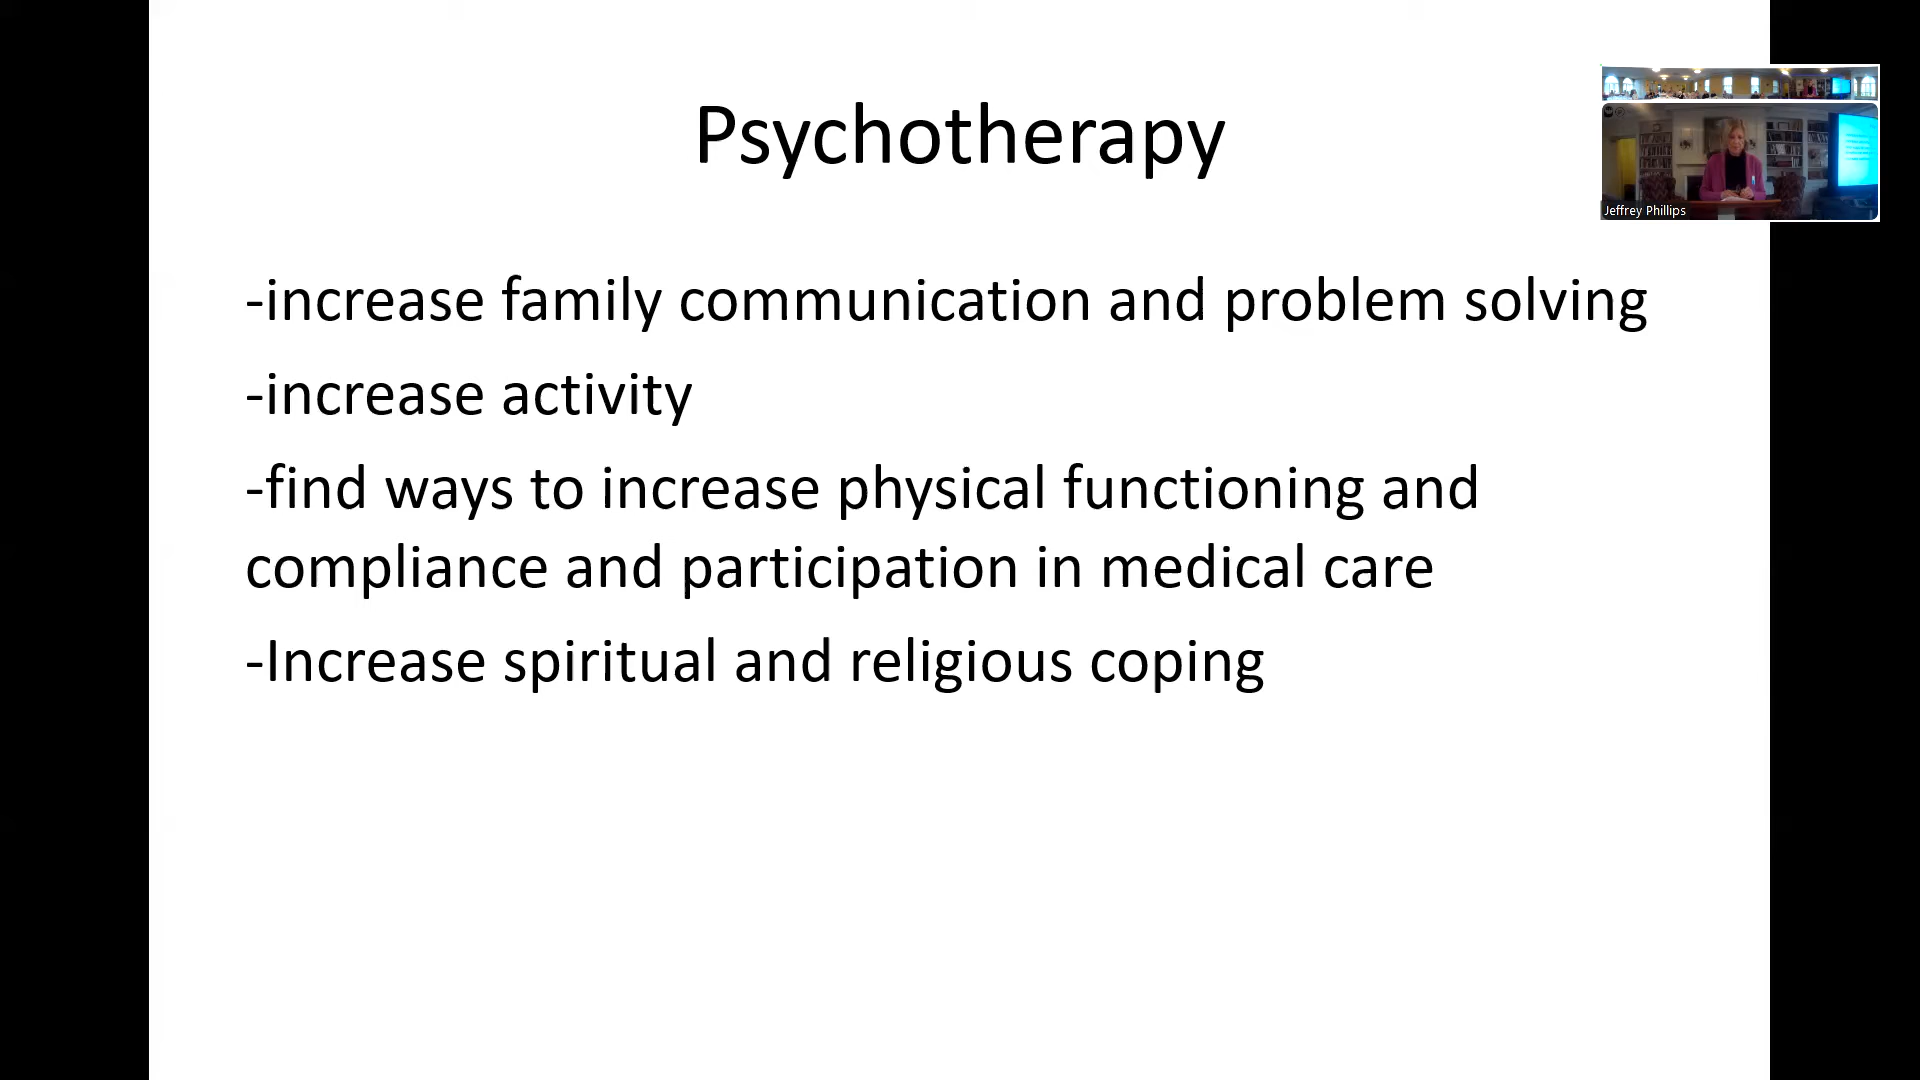 Psychotherapy
Jeffrey Phillips
-increase family communication and problem solving
-increase activity
-find ways to increase physical functioning and
compliance and participation in medical care
-Increase spiritual and religious coping